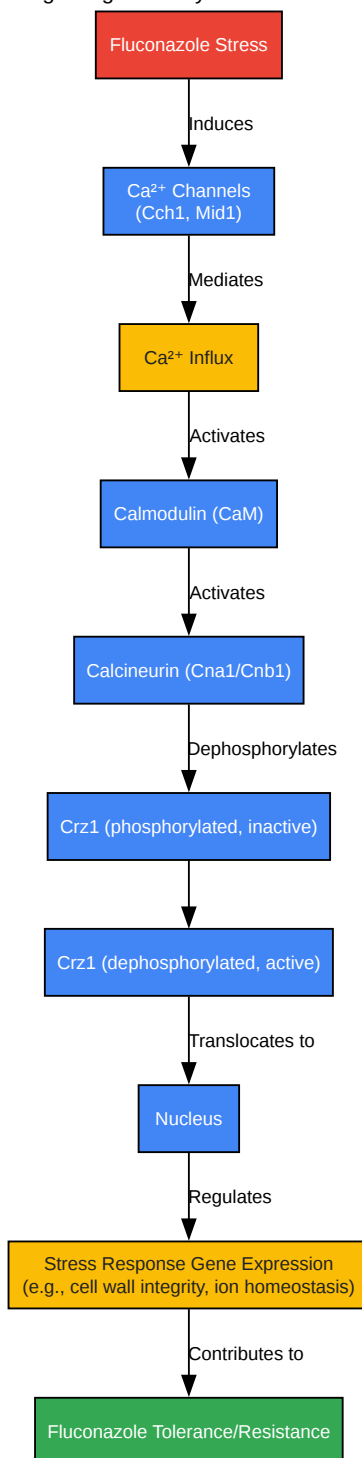 Fluconazole Stress
Induces
Ca²⁺ Channels
(Cch1, Mid1)
Mediates
Ca²⁺ Influx
Activates
Calmodulin (CaM)
Activates
Calcineurin (Cna1/Cnb1)
Dephosphorylates
Crz1 (phosphorylated, inactive)
Crz1 (dephosphorylated, active)
Translocates to
Nucleus
Regulates
Stress Response Gene Expression
(e.g., cell wall integrity, ion homeostasis)
Contributes to
Fluconazole Tolerance/Resistance